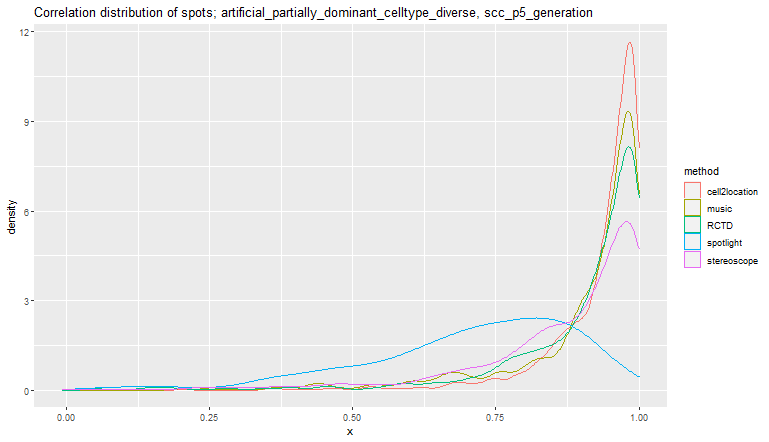 Correlation distribution of spots; artificial_partially_dominant_celltype_diverse, scc_p5_generation
12
9
6
3
0
density
0.00
0.25
0.50
0.75
1.00
x
method
cell2location
music
RCTD
spotlight
stereoscope